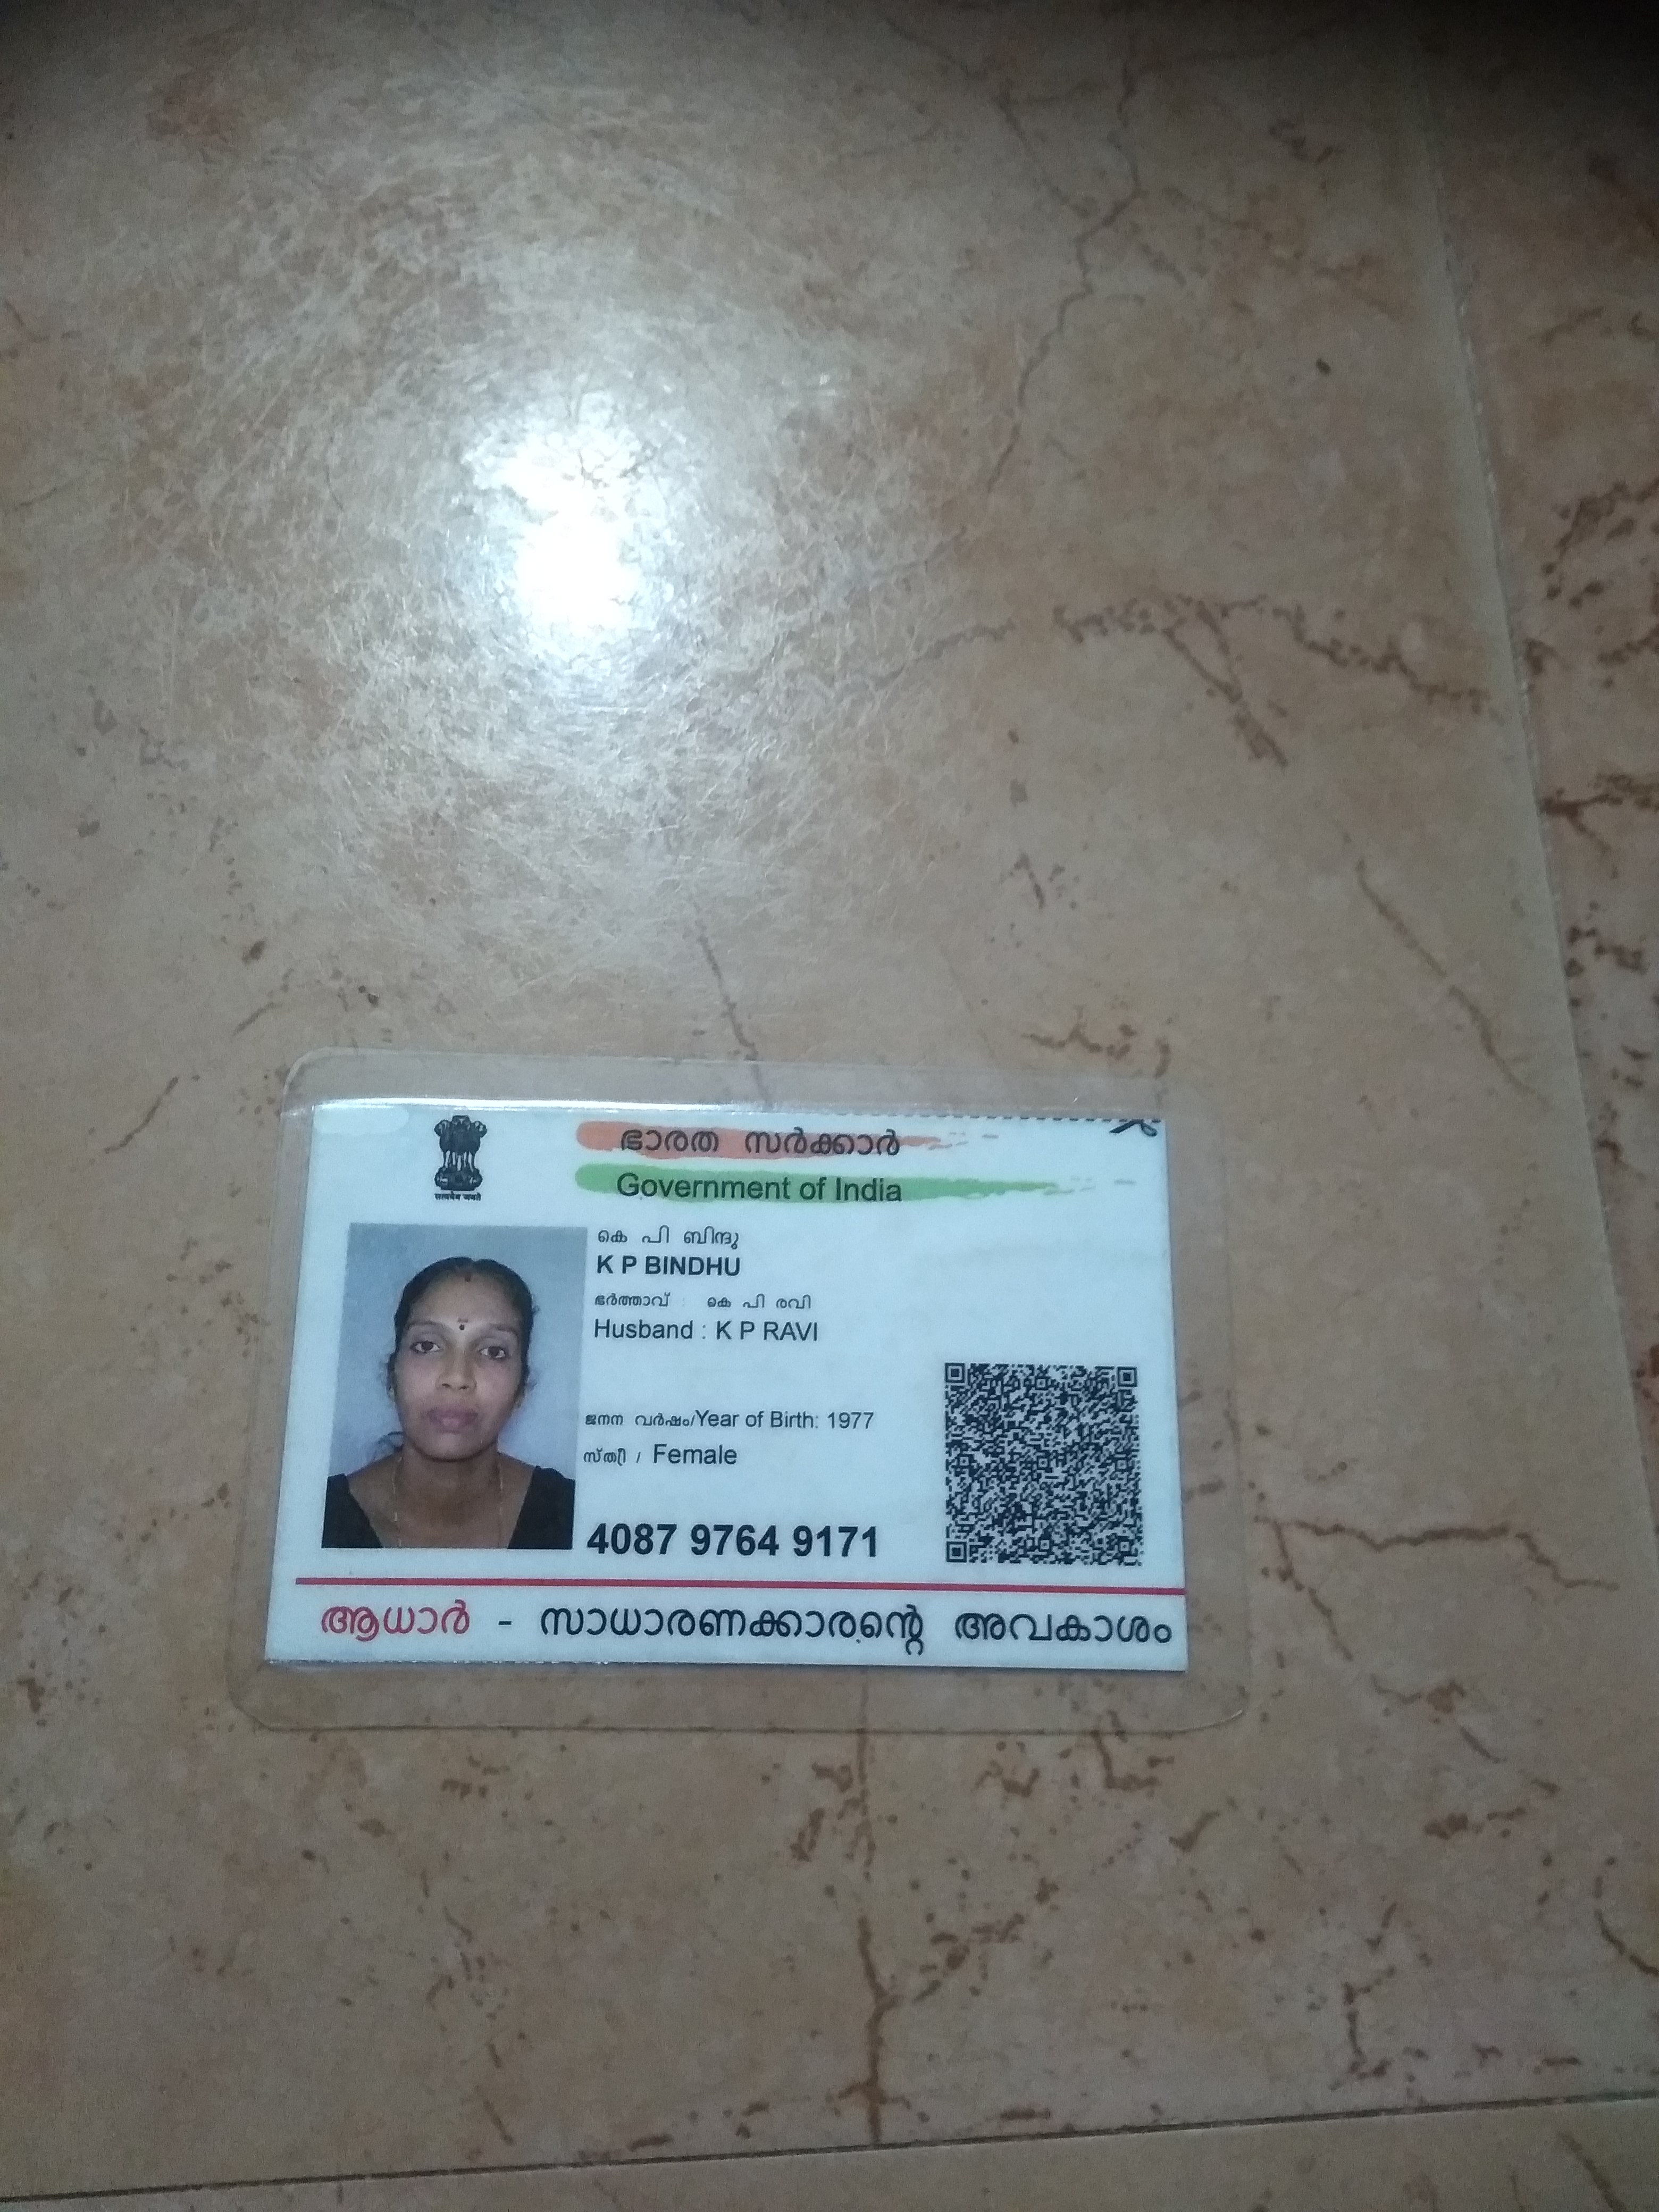 ഭാരത സർക്കാർ
Government of India
सत्यमेव जयते
കെ പി ബിന്ദു
K P BINDHU
ഭർത്താവ് : കെ പി രവി
Husband : K P RAVI
ജനന വർഷം/Year of Birth: 1977
സ്ത്രീ / Female
4087 9764 9171
ആധാർ - സാധാരണക്കാരന്റെ അവകാശം